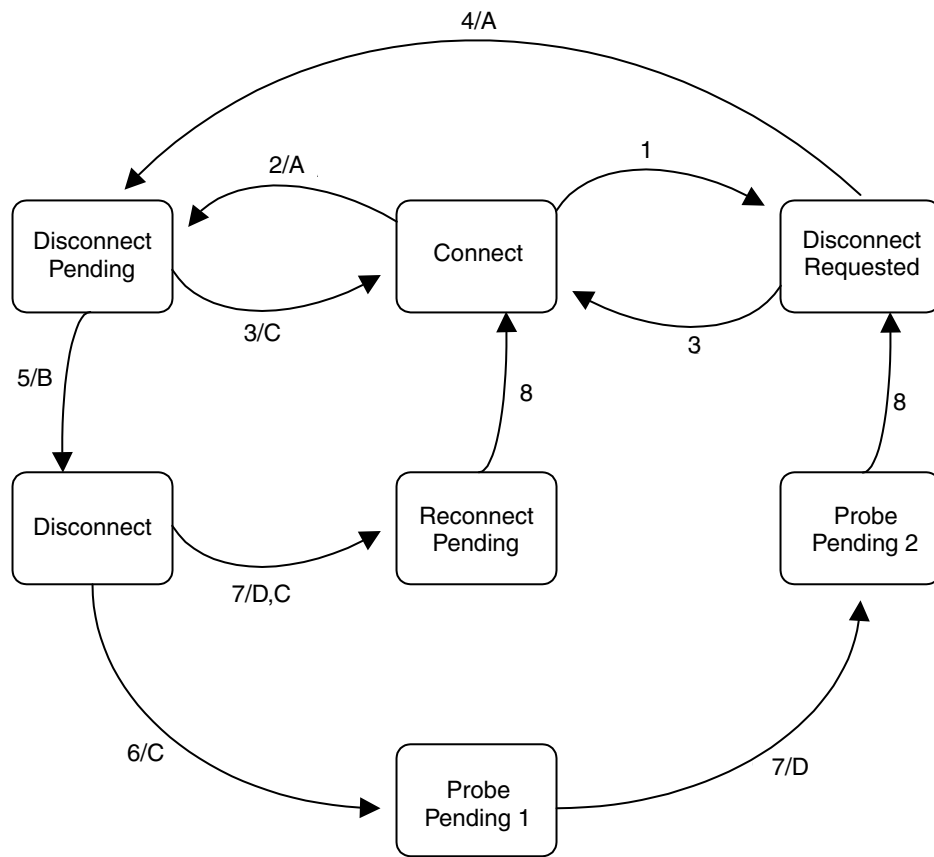 4/A
2/A
1
Disconnect
Pending
Connect
Disconnect
Requested
3/C
3
5/B
8
8
Disconnect
Reconnect
Pending
Probe
Pending 2
7/D,C
6/C
7/D
Probe
Pending 1